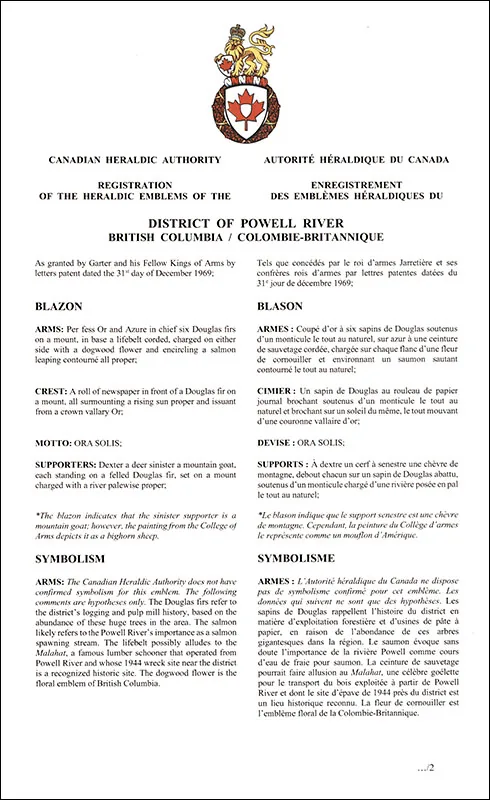 CANADIAN HERALDIC AUTHORITY
REGISTRATION
OF THE HERALDIC EMBLEMS OF THE
AUTORITÉ HÉRALDIQUE DU CANADA
ENREGISTREMENT
DES EMBLÈMES HÉRALDIQUES DU
DISTRICT OF POWELL RIVER
BRITISH COLUMBIA / COLOMBIE-BRITANNIQUE
As granted by Garter and his Fellow Kings of Arms by
letters patent dated the 31st day of December 1969;
BLAZON
ARMS: Per fess Or and Azure in chief six Douglas firs
on a mount, in base a lifebelt corded, charged on either
side with a dogwood flower and encircling a salmon
leaping contourné all proper;
CREST: A roll of newspaper in front of a Douglas fir on
a mount, all surmounting a rising sun proper and issuant
from a crown vallary Or;
MOTTO: ORA SOLIS;
SUPPORTERS: Dexter a deer sinister a mountain goat,
each standing on a felled Douglas fir, set on a mount
charged with a river palewise proper;
*The blazon indicates that the sinister supporter is a
mountain goat; however, the painting from the College of
Arms depicts it as a bighorn sheep.
SYMBOLISM
ARMS: The Canadian Heraldic Authority does not have
confirmed symbolism for this emblem. The following
comments are hypotheses only. The Douglas firs refer to
the district's logging and pulp mill history, based on the
abundance of these huge trees in the area. The salmon
likely refers to the Powell River's importance as a salmon
spawning stream. The lifebelt possibly alludes to the
Malahat, a famous lumber schooner that operated from
Powell River and whose 1944 wreck site near the district
is a recognized historic site. The dogwood flower is the
floral emblem of British Columbia.
Tels que concédés par le roi d'armes Jarretière et ses
confrères rois d'armes par lettres patentes datées du
31e jour de décembre 1969;
BLASON
ARMES : Coupé d'or à six sapins de Douglas soutenus
d'un monticule le tout au naturel, sur azur à une ceinture
de sauvetage cordée, chargée sur chaque flanc d'une fleur
de cornouiller et environnant un saumon sautant
contourné le tout au naturel;
CIMIER : Un sapin de Douglas au rouleau de papier
journal brochant soutenus d'un monticule le tout au
naturel et brochant sur un soleil du même, le tout mouvant
d'une couronne vallaire d'or;
DEVISE : ORA SOLIS;
SUPPORTS : À dextre un cerf à senestre une chèvre de
montagne, debout chacun sur un sapin de Douglas abattu,
soutenus d'un monticule chargé d'une rivière posée en pal
le tout au naturel;
*Le blason indique que le support senestre est une chèvre
de montagne. Cependant, la peinture du Collège d'armes
le représente comme un mouflon d'Amérique.
SYMBOLISME
ARMES : L'Autorité héraldique du Canada ne dispose
pas de symbolisme confirmé pour cet emblème. Les
données qui suivent ne sont que des hypothèses. Les
sapins de Douglas rappellent l'histoire du district en
matière d'exploitation forestière et d'usines de pâte à
papier, en raison de l'abondance de ces arbres
gigantesques dans la région. Le saumon évoque sans
doute l'importance de la rivière Powell comme cours
d'eau de fraie pour saumon. La ceinture de sauvetage
pourrait faire allusion au Malahat, une célèbre goélette
pour le transport du bois exploitée à partir de Powell
River et dont le site d'épave de 1944 près du district est
un lieu historique reconnu. La fleur de cornouiller est
l'emblème floral de la Colombie-Britannique.
.../2